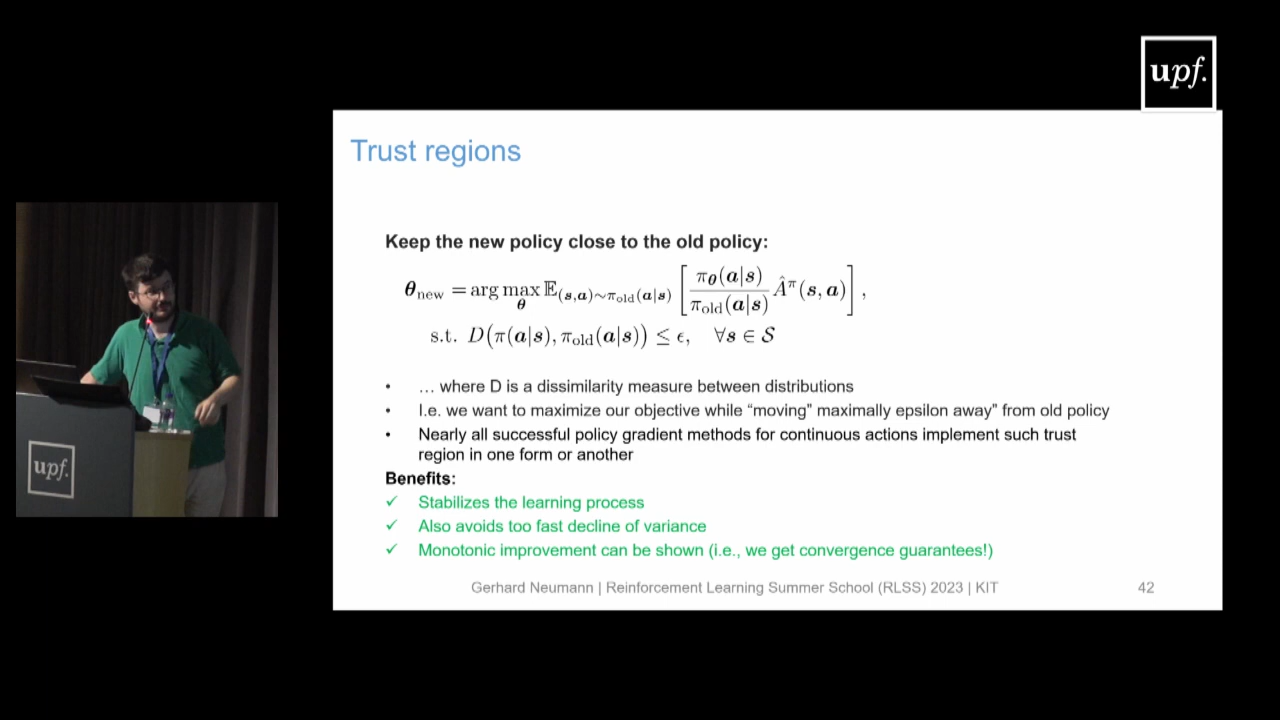 upf.
Trust regions
Keep the new policy close to the old policy:
θ_new = arg max_θ 𝔼_(s,a)∼π_old(a|s) [ π_θ(a|s) / π_old(a|s) Â^π(s, a) ] ,
s.t. D(π(a|s), π_old(a|s)) ≤ ϵ, ∀s ∈ 𝒮
• … where D is a dissimilarity measure between distributions
• I.e. we want to maximize our objective while “moving” maximally epsilon away” from old policy
• Nearly all successful policy gradient methods for continuous actions implement such trust
region in one form or another
Benefits:
✓ Stabilizes the learning process
✓ Also avoids too fast decline of variance
✓ Monotonic improvement can be shown (i.e., we get convergence guarantees!)
Gerhard Neumann | Reinforcement Learning Summer School (RLSS) 2023 | KIT 42
upf.